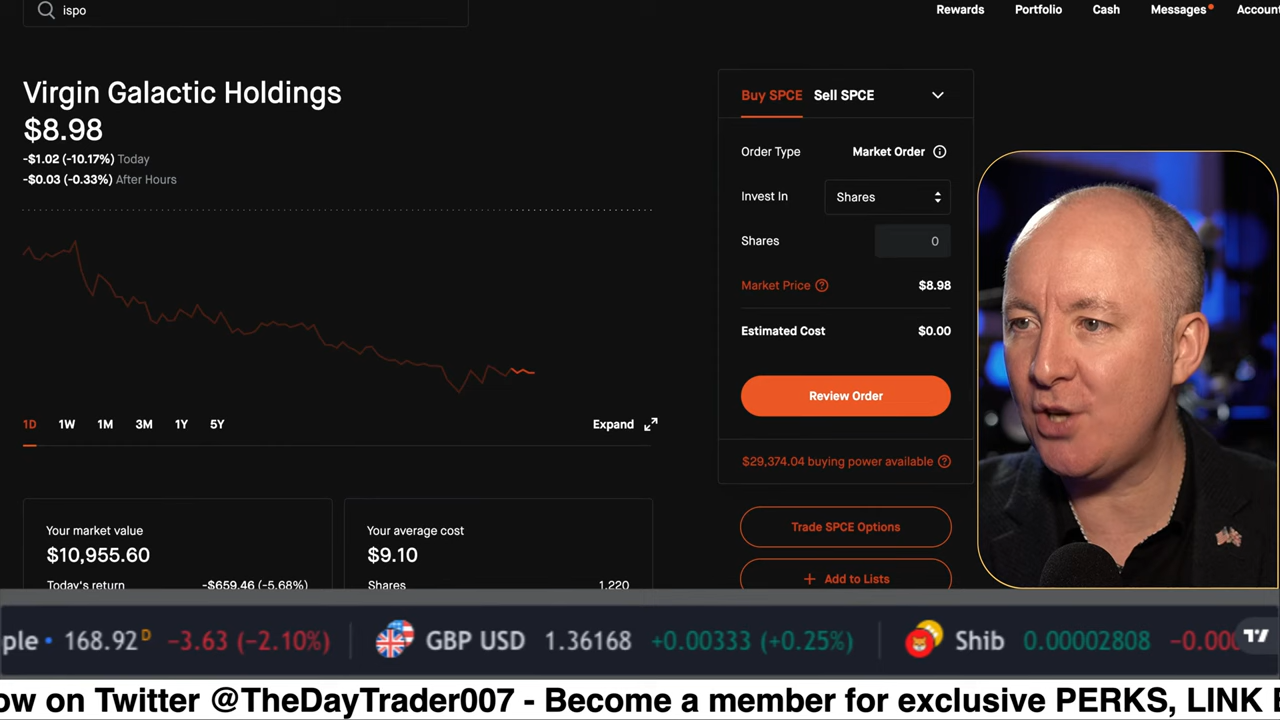 ispo
Rewards Portfolio Cash Messages Account
Virgin Galactic Holdings
$8.98
-$1.02 (-10.17%) Today
-$0.03 (-0.33%) After Hours
1D 1W 1M 3M 1Y 5Y Expand
Your market value
$10,955.60
Today's return -$659.46 (-5.68%)
Your average cost
$9.10
Shares 1,220
Buy SPCE Sell SPCE
Order Type Market Order
Invest In Shares
Shares 0
Market Price $8.98
Estimated Cost $0.00
Review Order
$29,374.04 buying power available
Trade SPCE Options
+ Add to Lists
ple 168.92 D −3.63 (−2.10%) GBP USD 1.36168 +0.00333 (+0.25%) Shib 0.00002808 −0.00
ow on Twitter @TheDayTrader007 - Become a member for exclusive PERKS, LINK